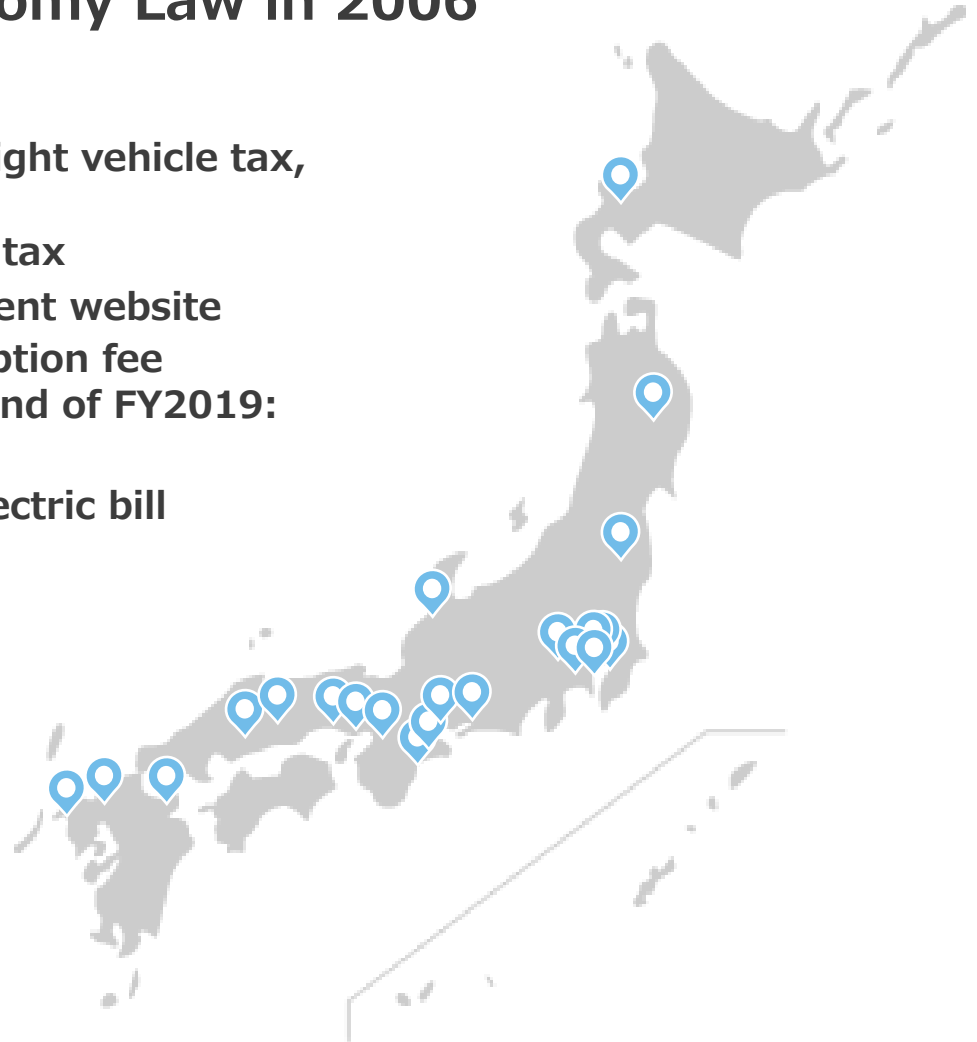 omy Law in 2006
ight vehicle tax,
tax
ent website
ption fee
nd of FY2019:
ectric bill